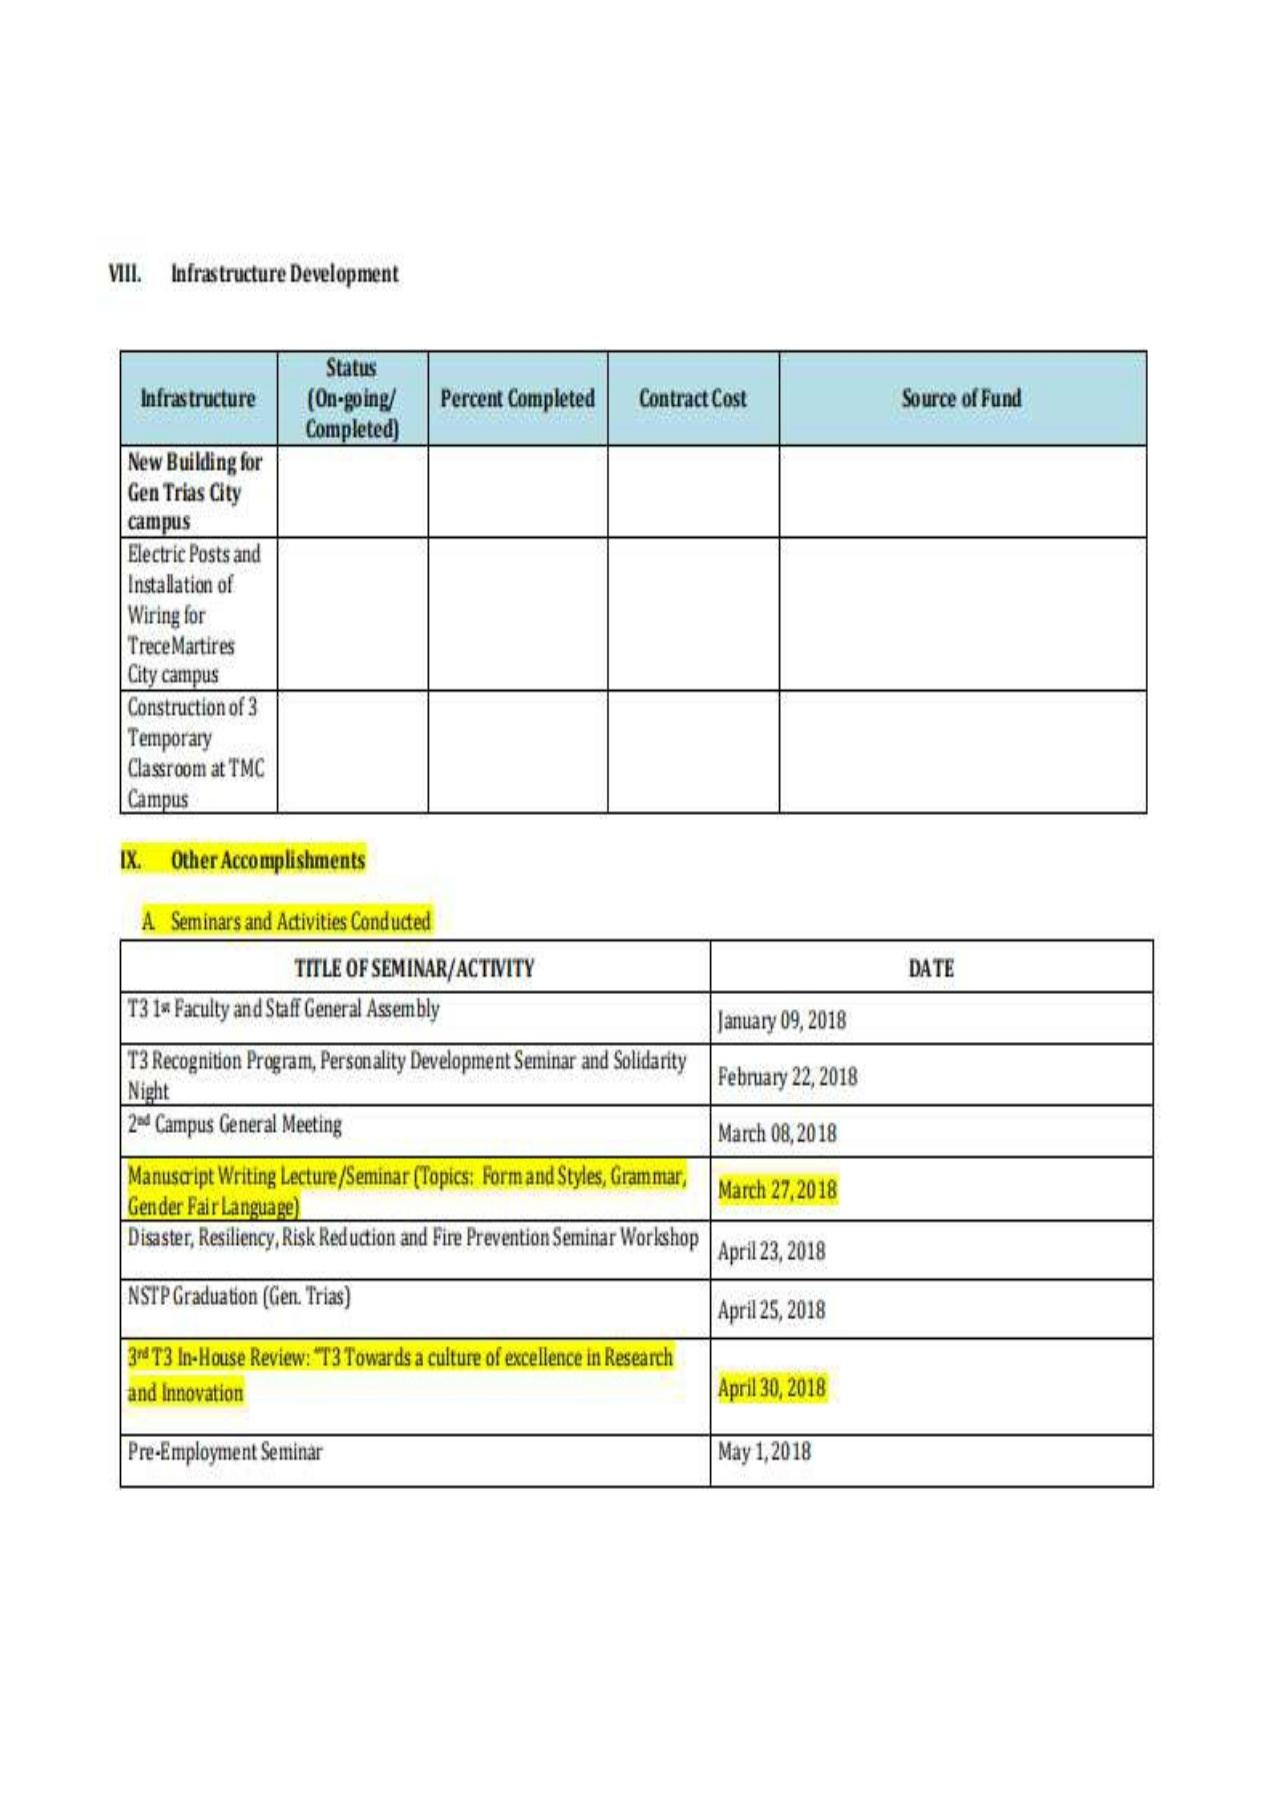 VIII. Infrastructure Development
Infrastructure
Status
(On-going/
Completed)
Percent Completed
Contract Cost
Source of Fund
New Building for
Gen Trias City
campus
Electric Posts and
Installation of
Wiring for
Trece Martires
City campus
Construction of 3
Temporary
Classroom at TMC
Campus
IX. Other Accomplishments
A. Seminars and Activities Conducted
TITLE OF SEMINAR/ACTIVITY DATE
T3 1st Faculty and Staff General Assembly
January 09, 2018
T3 Recognition Program, Personality Development Seminar and Solidarity
Night
February 22, 2018
2nd Campus General Meeting
March 08, 2018
Manuscript Writing Lecture/Seminar (Topics: Form and Styles, Grammar,
Gender Fair Language)
March 27, 2018
Disaster, Resiliency, Risk Reduction and Fire Prevention Seminar Workshop
April 23, 2018
NSTP Graduation (Gen. Trias)
April 25, 2018
3rd T3 In-House Review: "T3 Towards a culture of excellence in Research
and Innovation
April 30, 2018
Pre-Employment Seminar
May 1, 2018